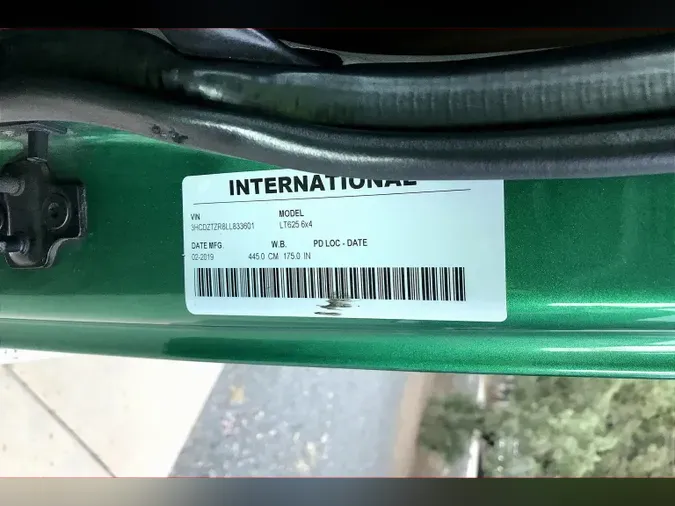 INTERNATIONAL
VIN MODEL
3HCDZTZR8LL833601 LT625 6x4
DATE MFG. W.B. PD LOC - DATE
02-2019 445.0 CM 175.0 IN